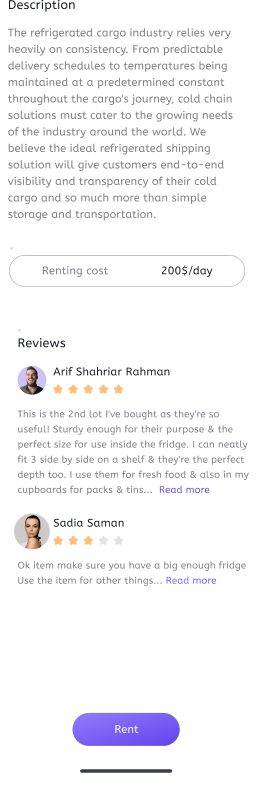 Description
The refrigerated cargo industry relies very
heavily on consistency. From predictable
delivery schedules to temperatures being
maintained at a predetermined constant
throughout the cargo's journey, cold chain
solutions must cater to the growing needs
of the industry around the world. We
believe the ideal refrigerated shipping
solution will give customers end-to-end
visibility and transparency of their cold
cargo and so much more than simple
storage and transportation.
Renting cost 200$/day
Reviews
Arif Shahriar Rahman
This is the 2nd lot I've bought as they're so
useful! Sturdy enough for their purpose & the
perfect size for use inside the fridge. I can neatly
fit 3 side by side on a shelf & they're the perfect
depth too. I use them for fresh food & also in my
cupboards for packs & tins... Read more
Sadia Saman
Ok item make sure you have a big enough fridge
Use the item for other things... Read more
Rent